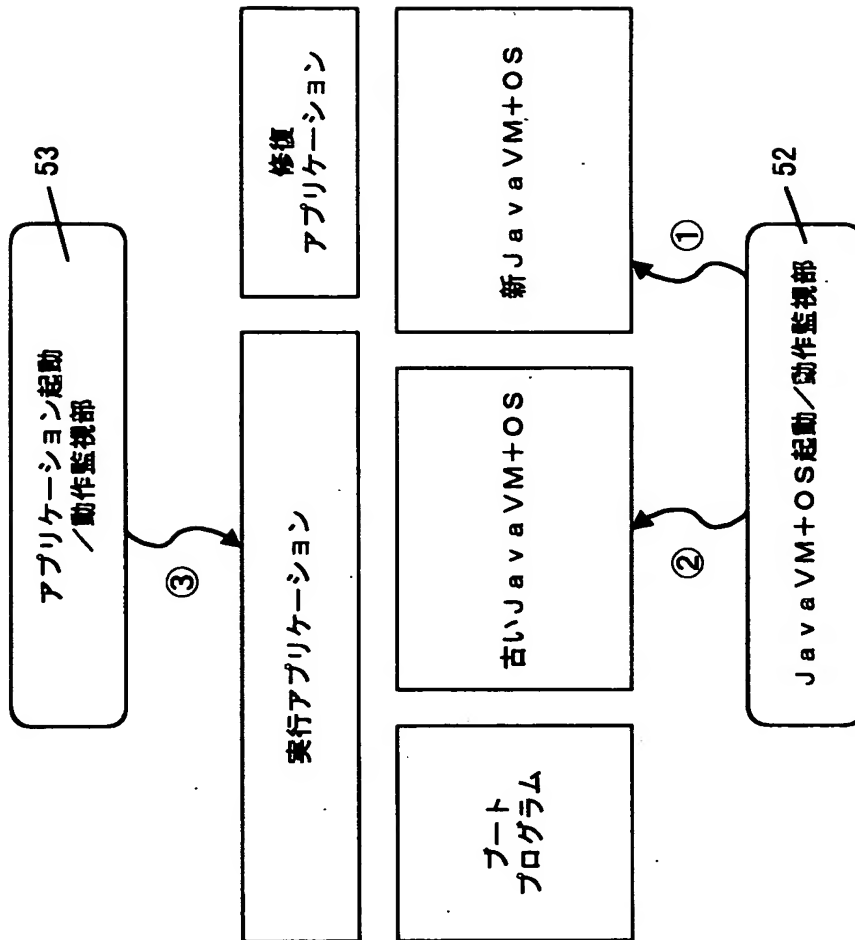 アプリケーション起動
／動作監視部
53
③
実行アプリケーション
修復
アプリケーション
ブート
プログラム
古いＪａｖａＶＭ＋ＯＳ
新ＪａｖａＶＭ＋ＯＳ
②
①
ＪａｖａＶＭ＋ＯＳ起動／動作監視部
52